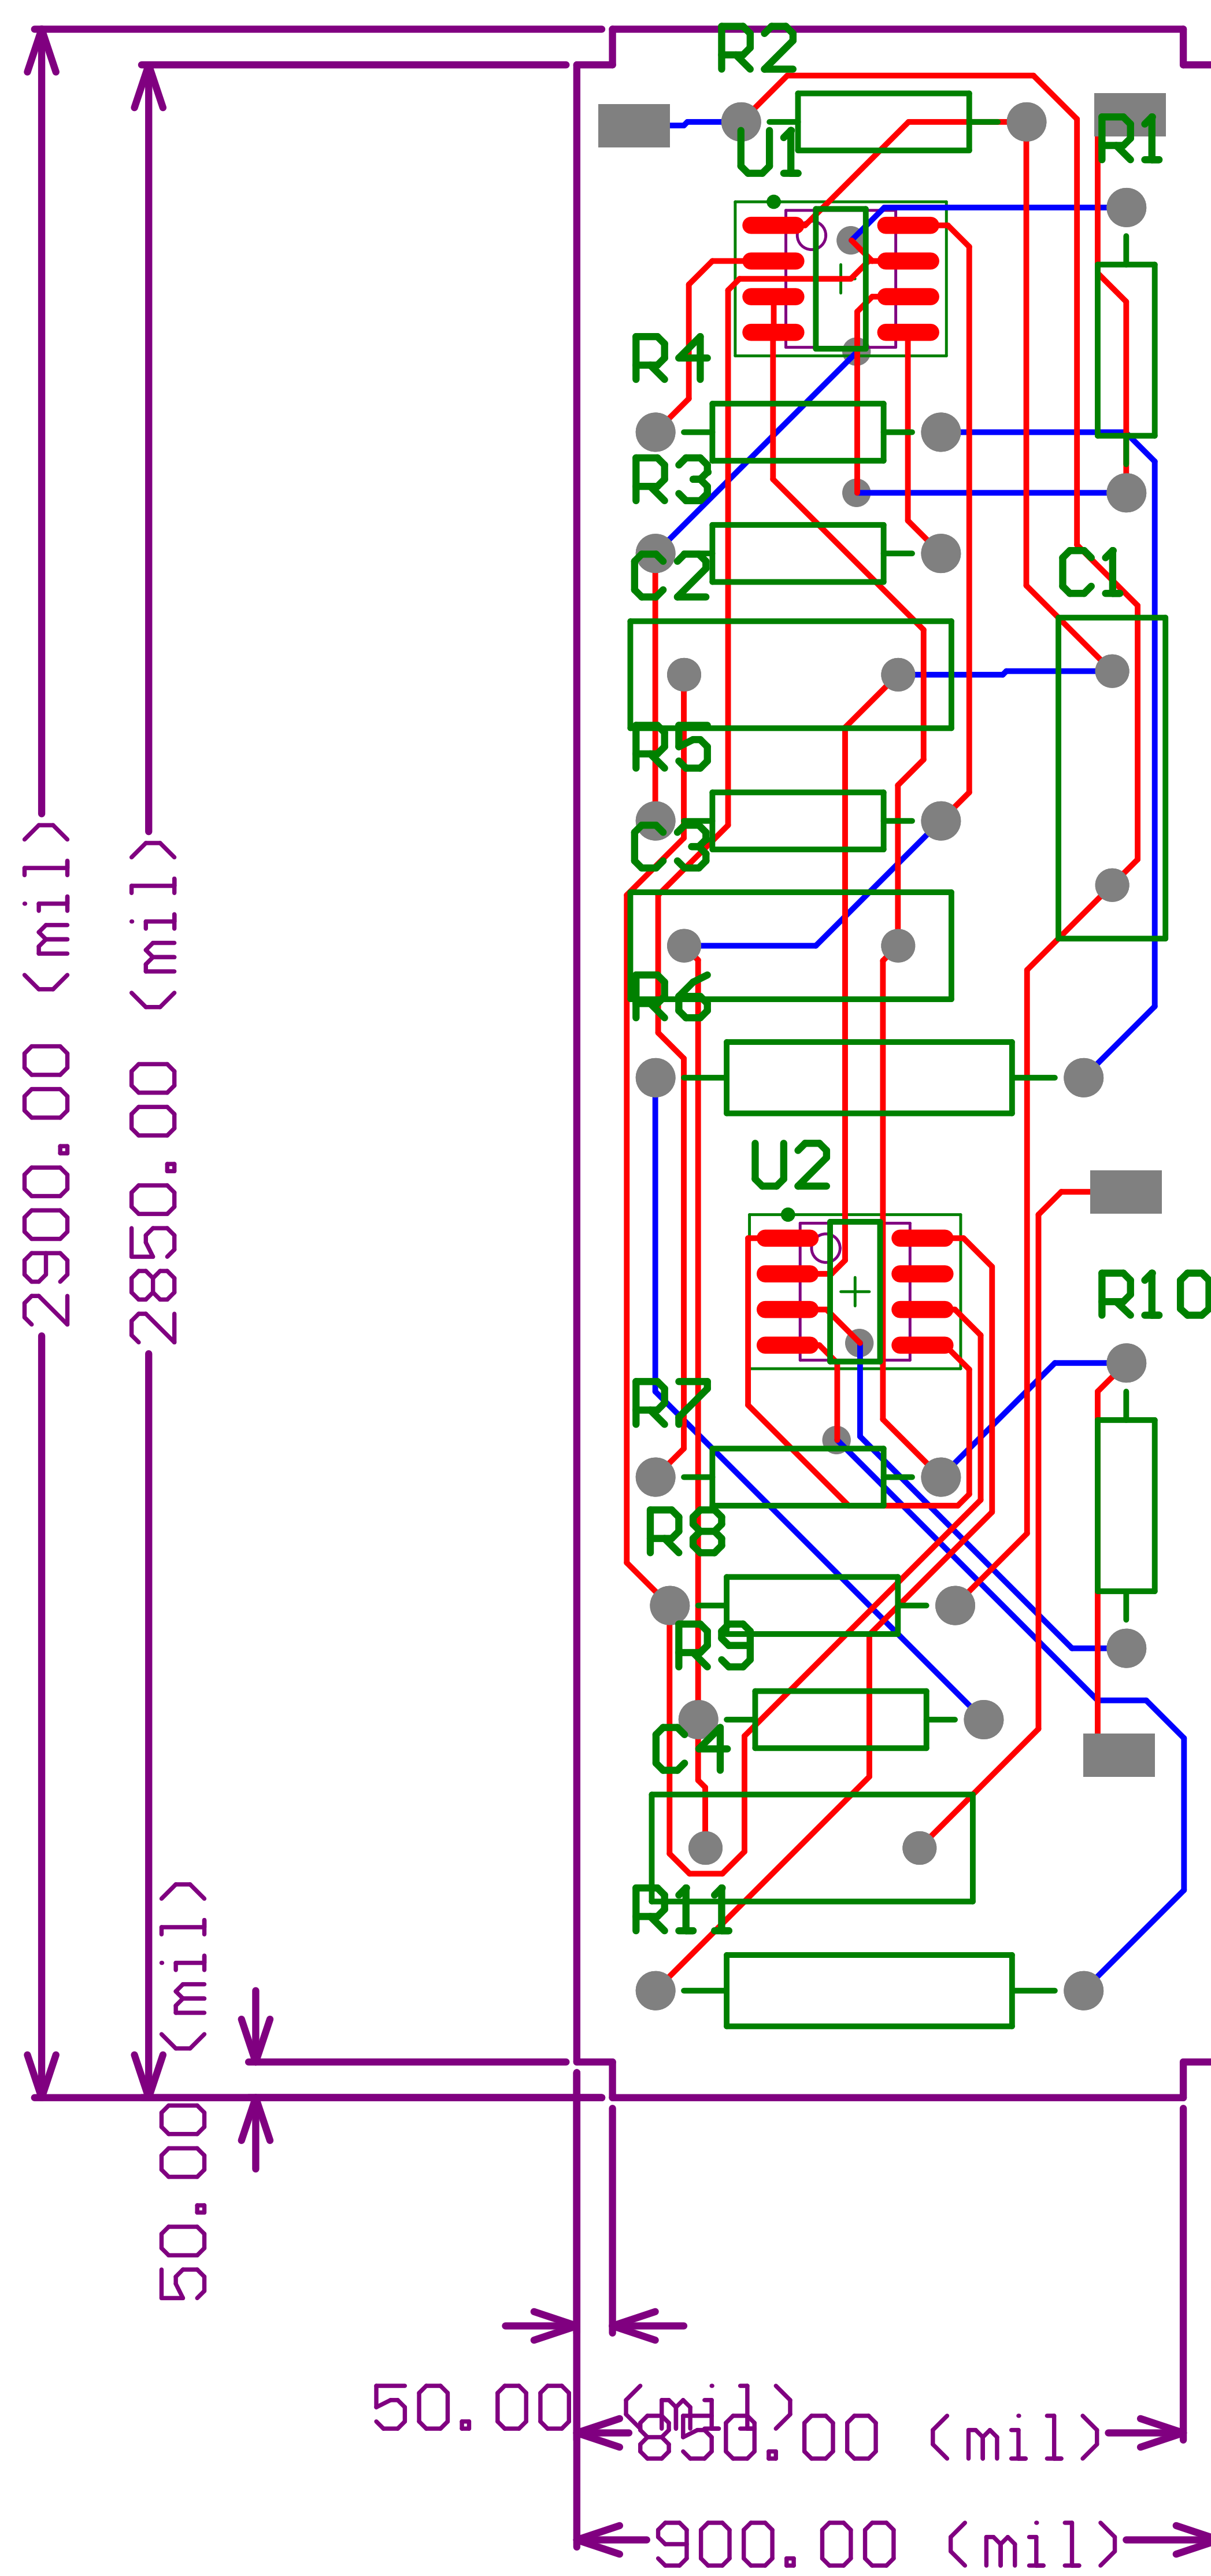 R2
U1
R1
R4
R3
C2
C1
R5
C3
R6
2900.00 (mil)
2850.00 (mil)
U2
R10
R7
R8
R9
C4
R11
50.00 (mil)
50.00 (mil)
850.00 (mil)
900.00 (mil)